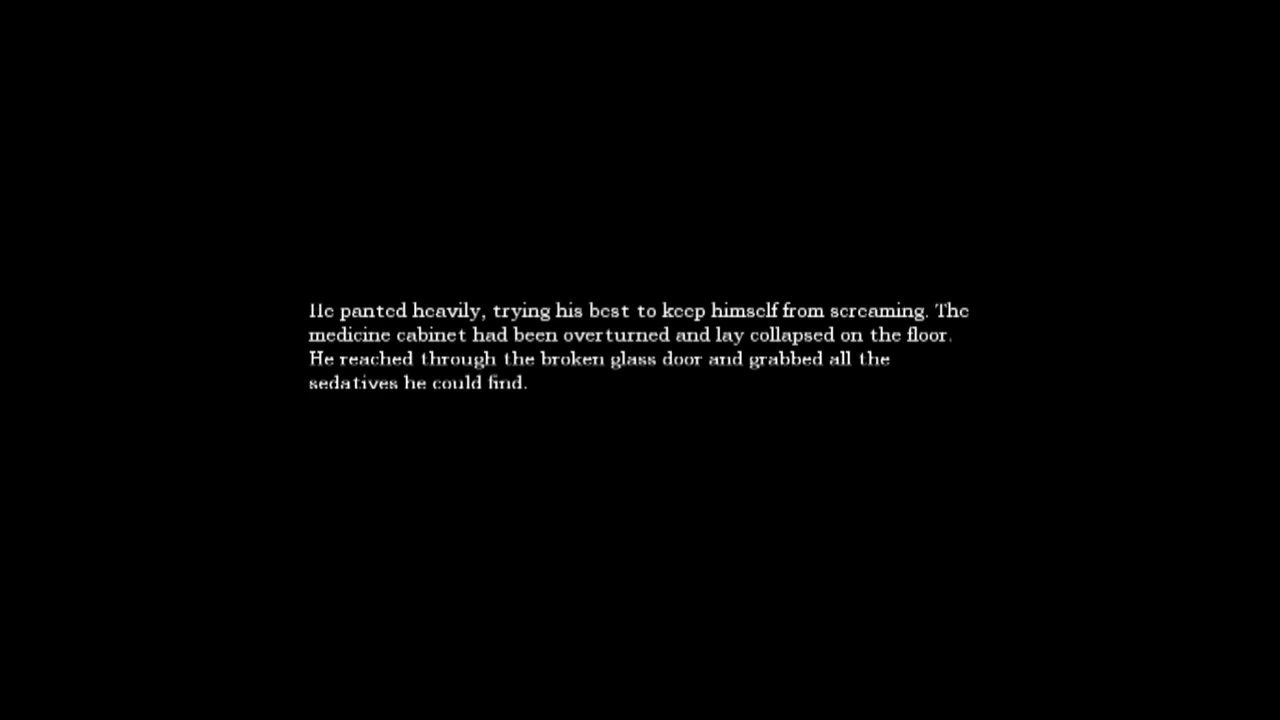 He panted heavily, trying his best to keep himself from screaming. The
medicine cabinet had been overturned and lay collapsed on the floor.
He reached through the broken glass door and grabbed all the
sedatives he could find.